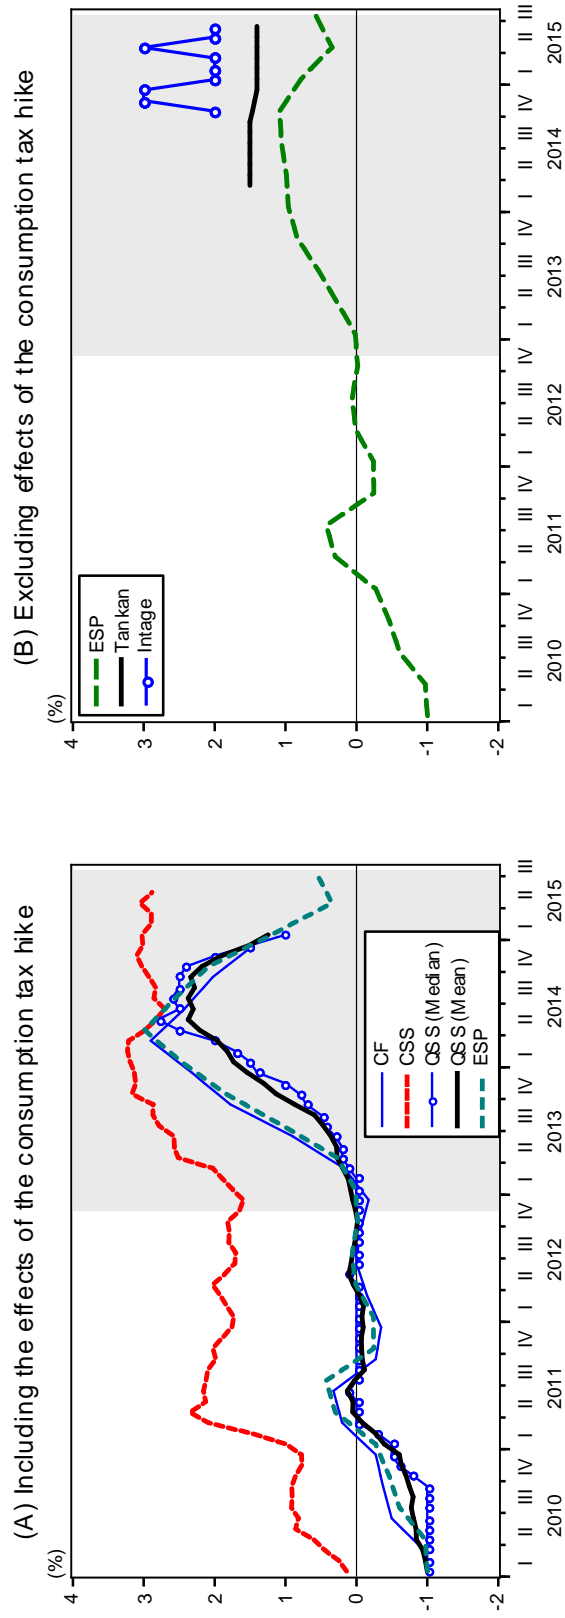 (A) Including the effects of the consumption tax hike
(%)
4
3
2
1
0
-1
-2
CF
CSS
QSS (Median)
QSS (Mean)
ESP
I II III IV I II III IV I II III IV I II III IV I II III IV I II III
2010 2011 2012 2013 2014 2015
(B) Excluding effects of the consumption tax hike
(%)
4
3
2
1
0
-1
-2
ESP
Tankan
Intage
I II III IV I II III IV I II III IV I II III IV I II III IV I II III
2010 2011 2012 2013 2014 2015